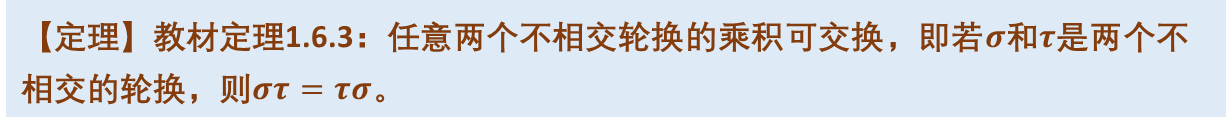 【定理】教材定理1.6.3：任意两个不相交轮换的乘积可交换，即若σ和τ是两个不
相交的轮换，则στ = τσ。